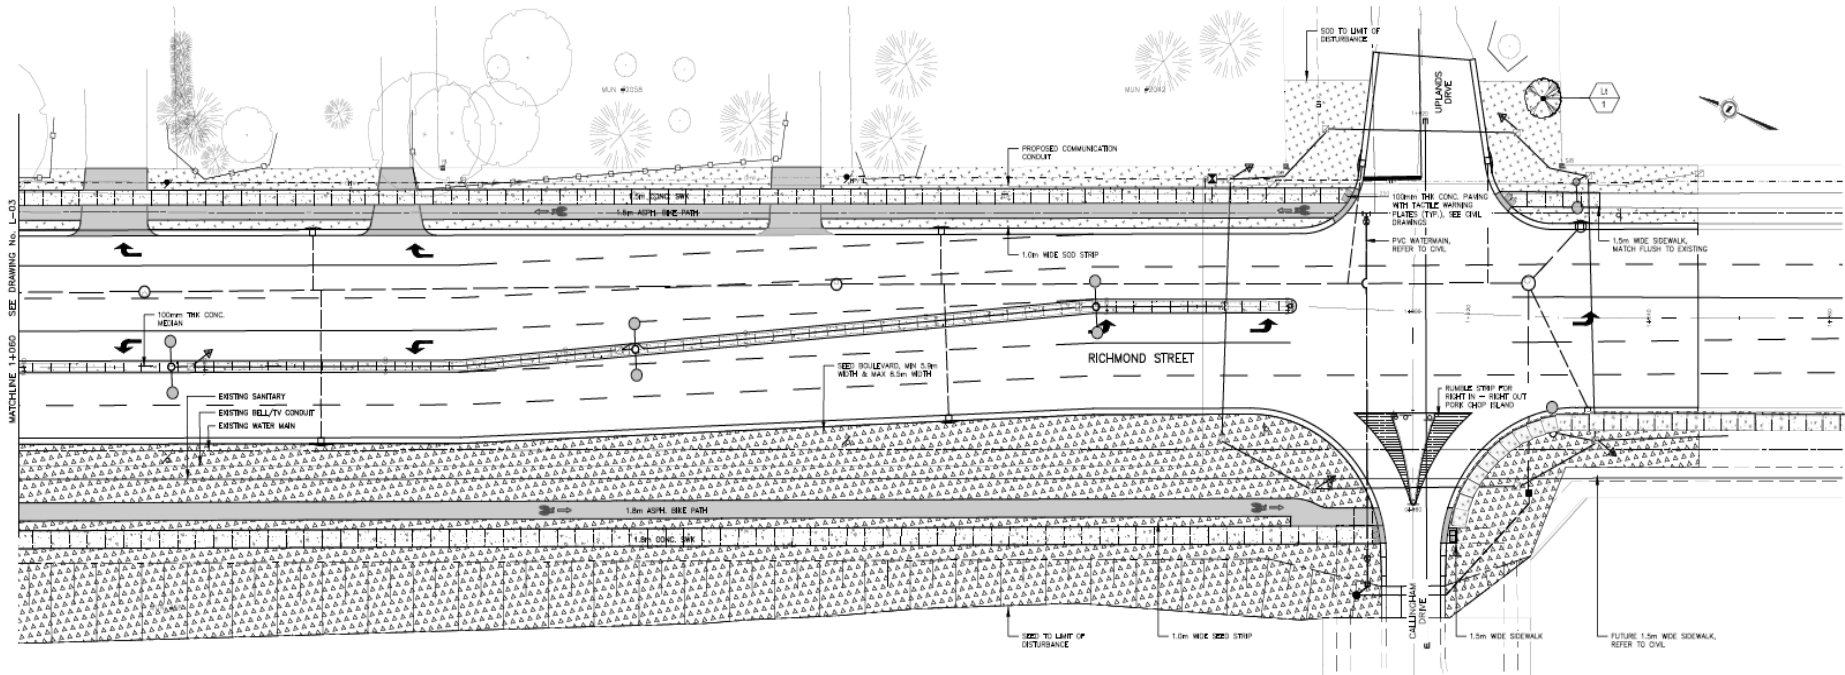 SOD TO LIMIT OF
DISTURBANCE
UPLANDS
DRIVE
Lt
1
MUN #2058
MUN #2042
PROPOSED COMMUNICATION
CONDUIT
1.5m CONC. SWK
1.5m ASPH. BIKE PATH
100mm THK CONC. PAVING
WITH TACTILE WARNING
PLATES (TYP.), SEE CIVIL
DRAWINGS
PVC WATERMAIN,
REFER TO CIVIL
1.5m WIDE SIDEWALK,
MATCH FLUSH TO EXISTING
1.0m WIDE SOD STRIP
MATCHLINE 1+060 SEE DRAWING No. L-03
100mm THK CONC.
MEDIAN
RICHMOND STREET
SEED BOULEVARD, MIN 5.9m
WIDTH & MAX 8.5m WIDTH
EXISTING SANITARY
EXISTING BELL/TV CONDUIT
EXISTING WATER MAIN
RUMBLE STRIP FOR
RIGHT IN - RIGHT OUT
PORK CHOP ISLAND
1.8m ASPH. BIKE PATH
1.8m CONC. SWK
CALLINGHAM
DRIVE
SEED TO LIMIT OF
DISTURBANCE
1.0m WIDE SEED STRIP
1.5m WIDE SIDEWALK
FUTURE 1.5m WIDE SIDEWALK,
REFER TO CIVIL